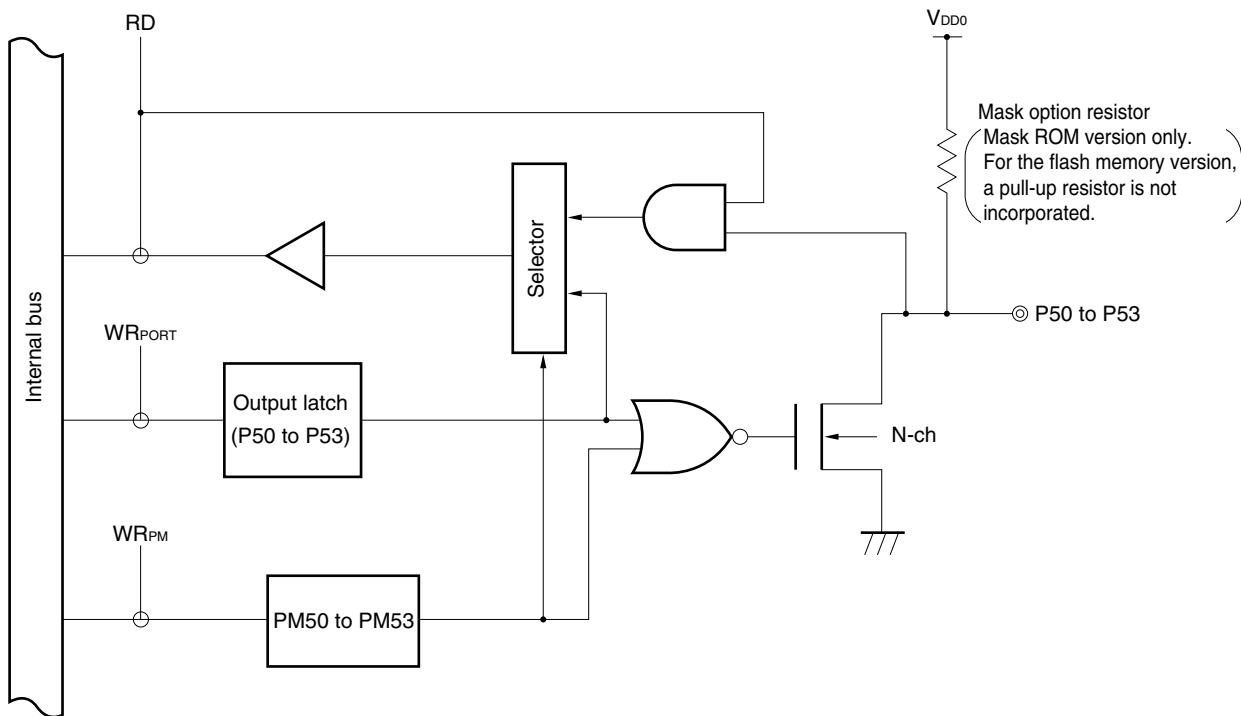 RD
VDD0
Mask option resistor
Mask ROM version only.
For the flash memory version,
a pull-up resistor is not
incorporated.
Internal bus
Selector
P50 to P53
WRPORT
Output latch
(P50 to P53)
N-ch
WRPM
PM50 to PM53